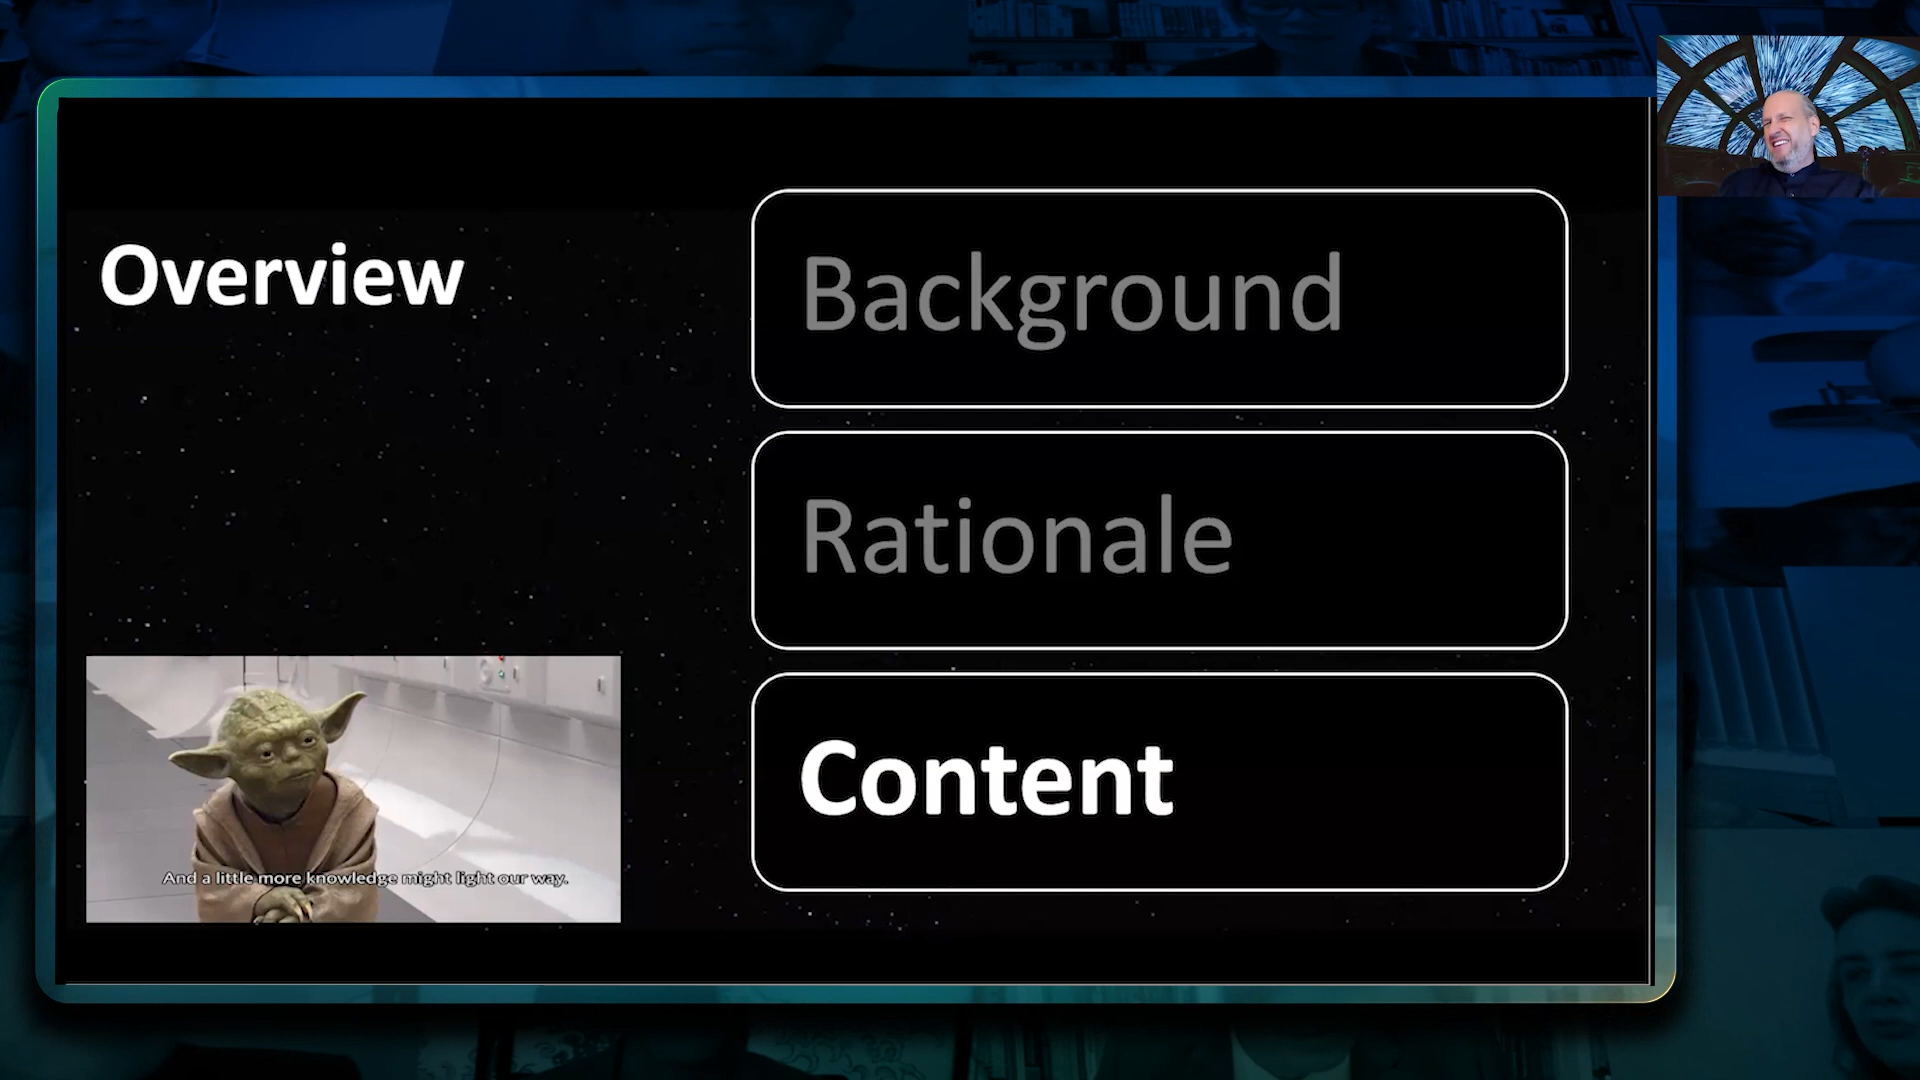 Overview
Background
Rationale
Content
And a little more knowledge might light our way.